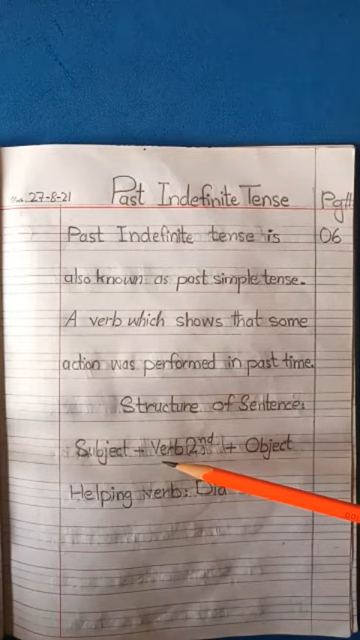 27-8-21 Past Indefinite Tense Pg#
Past Indefinite tense is 06
also known as past simple tense.
A verb which shows that some
action was performed in past time.
Structure of Sentence:
Subject + Verb (2nd) + Object
Helping verb: Did